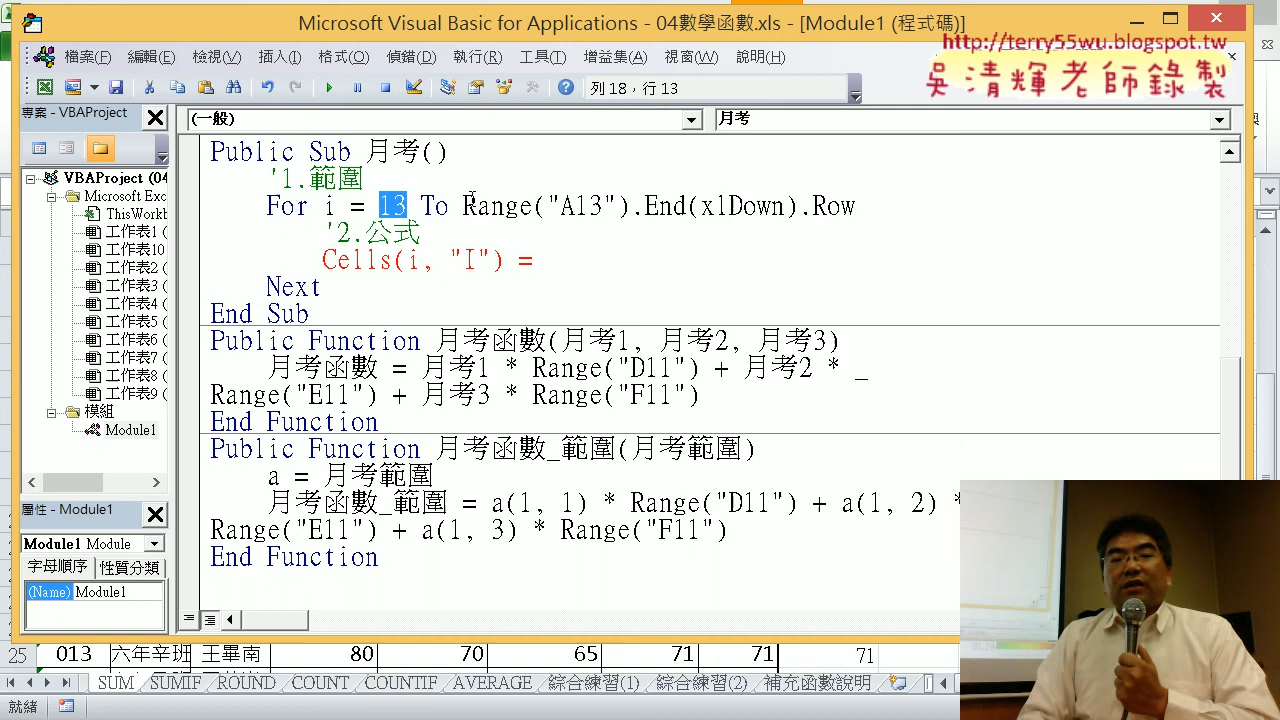 Microsoft Visual Basic for Applications - 04數學函數.xls - [Module1 (程式碼)]
http://terry55wu.blogspot.tw
吳清輝老師錄製
檔案(F) 編輯(E) 檢視(V) 插入(I) 格式(O) 偵錯(D) 執行(R) 工具(T) 增益集(A) 視窗(W) 說明(H)
列 18，行 13
專案 - VBAProject
(一般)
月考
VBAProject (04
Microsoft Exc
ThisWorkb
工作表1 (
工作表10
工作表2 (
工作表3 (
工作表4 (
工作表5 (
工作表6 (
工作表7 (
工作表8 (
工作表9 (
模組
Module1
Public Sub 月考()
'1.範圍
For i = 13 To Range("A13").End(xlDown).Row
'2.公式
Cells(i, "I") =
Next
End Sub
Public Function 月考函數(月考1, 月考2, 月考3)
月考函數 = 月考1 * Range("D11") + 月考2 * _
Range("E11") + 月考3 * Range("F11")
End Function
Public Function 月考函數_範圍(月考範圍)
a = 月考範圍
月考函數_範圍 = a(1, 1) * Range("D11") + a(1, 2) *
Range("E11") + a(1, 3) * Range("F11")
End Function
屬性 - Module1
Module1 Module
字母順序 性質分類
(Name) Module1
25 013 六年辛班 王畢南 80 70 65 71 71 71
SUM SUMIF ROUND COUNT COUNTIF AVERAGE 綜合練習(1) 綜合練習(2) 補充函數說明
就緒